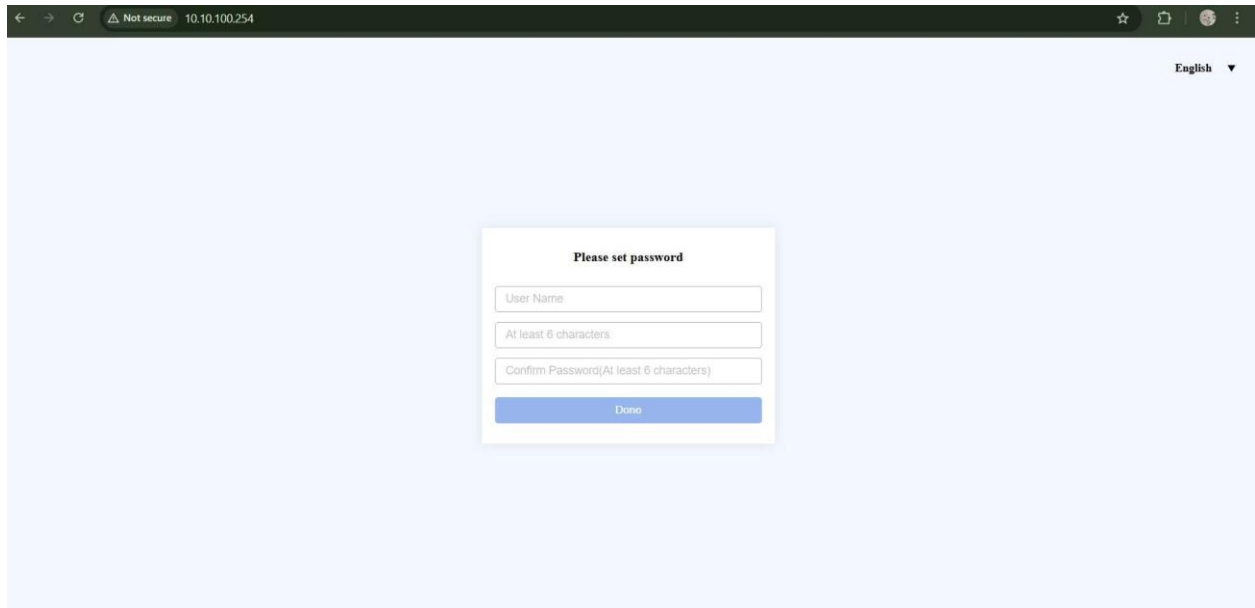 Not secure 10.10.100.254
English
Please set password
User Name
At least 6 characters
Confirm Password(At least 6 characters)
Done